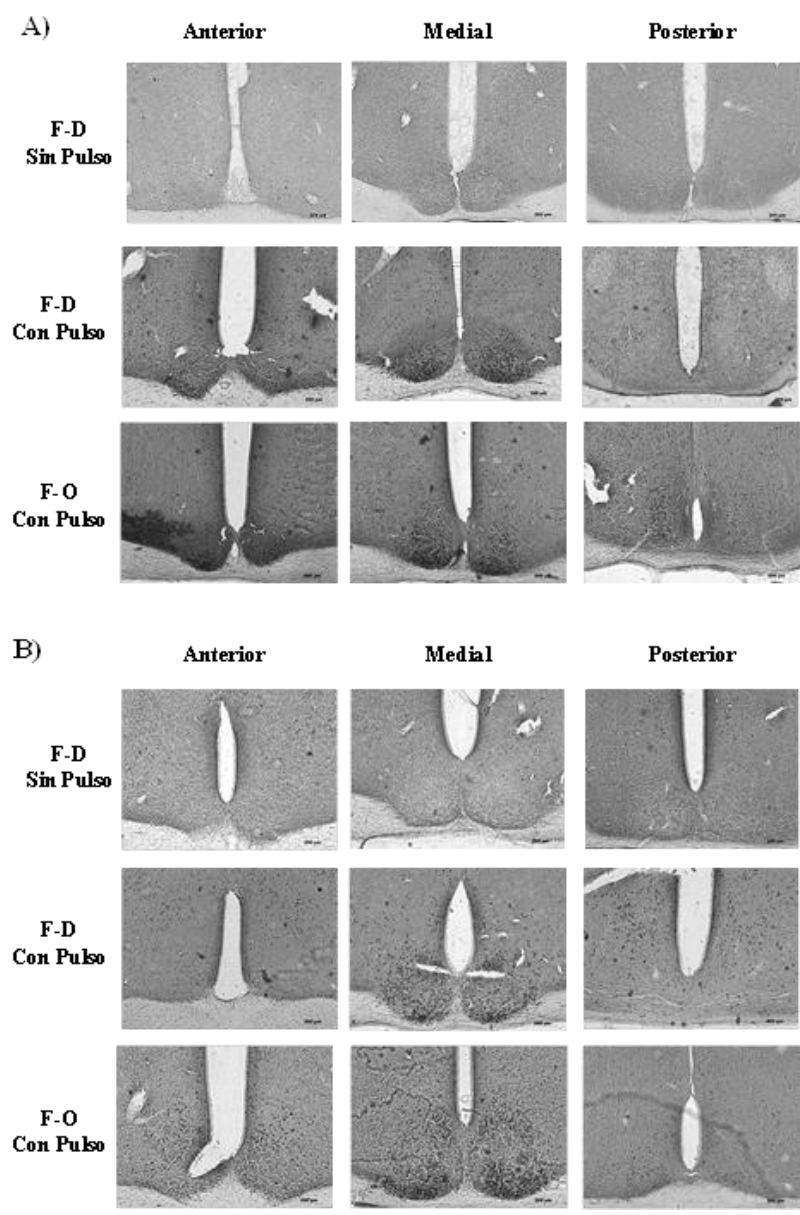 A)
Anterior Medial Posterior
F-D
Sin Pulso
F-D
Con Pulso
F-O
Con Pulso
B)
Anterior Medial Posterior
F-D
Sin Pulso
F-D
Con Pulso
F-O
Con Pulso